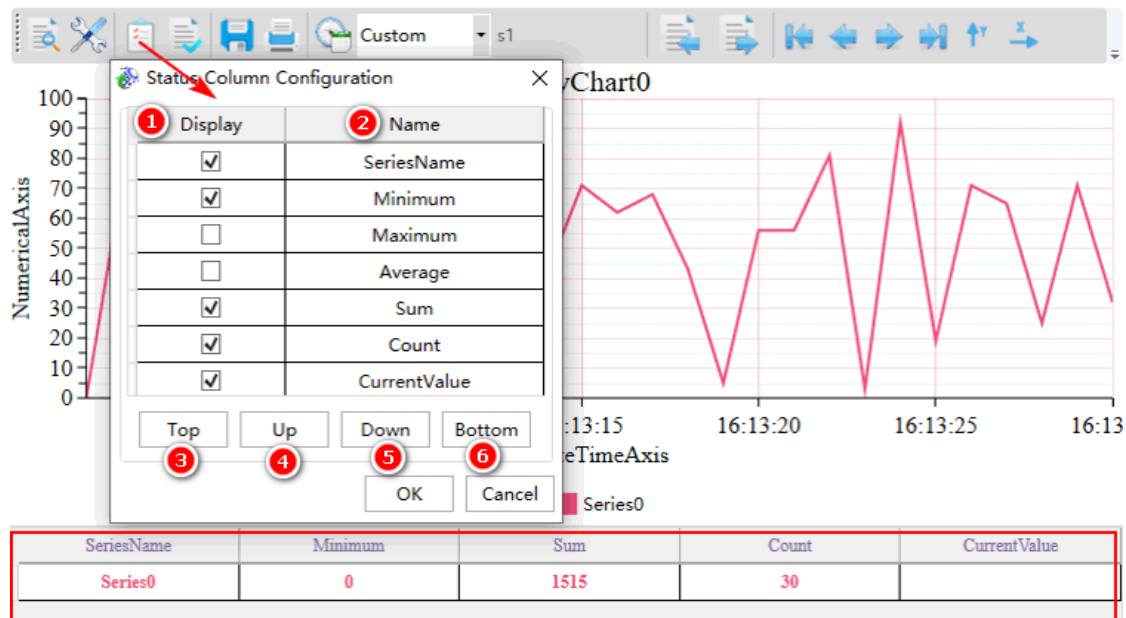 Custom s1
Status Column Configuration
yChart0
1 Display 2 Name
SeriesName
Minimum
Maximum
Average
Sum
Count
CurrentValue
Top Up Down Bottom
3 4 5 6
OK Cancel
NumericalAxis
100
90
80
70
60
50
40
30
20
10
0
:13:15 16:13:20 16:13:25 16:13
eTimeAxis
Series0
SeriesName Minimum Sum Count CurrentValue
Series0 0 1515 30